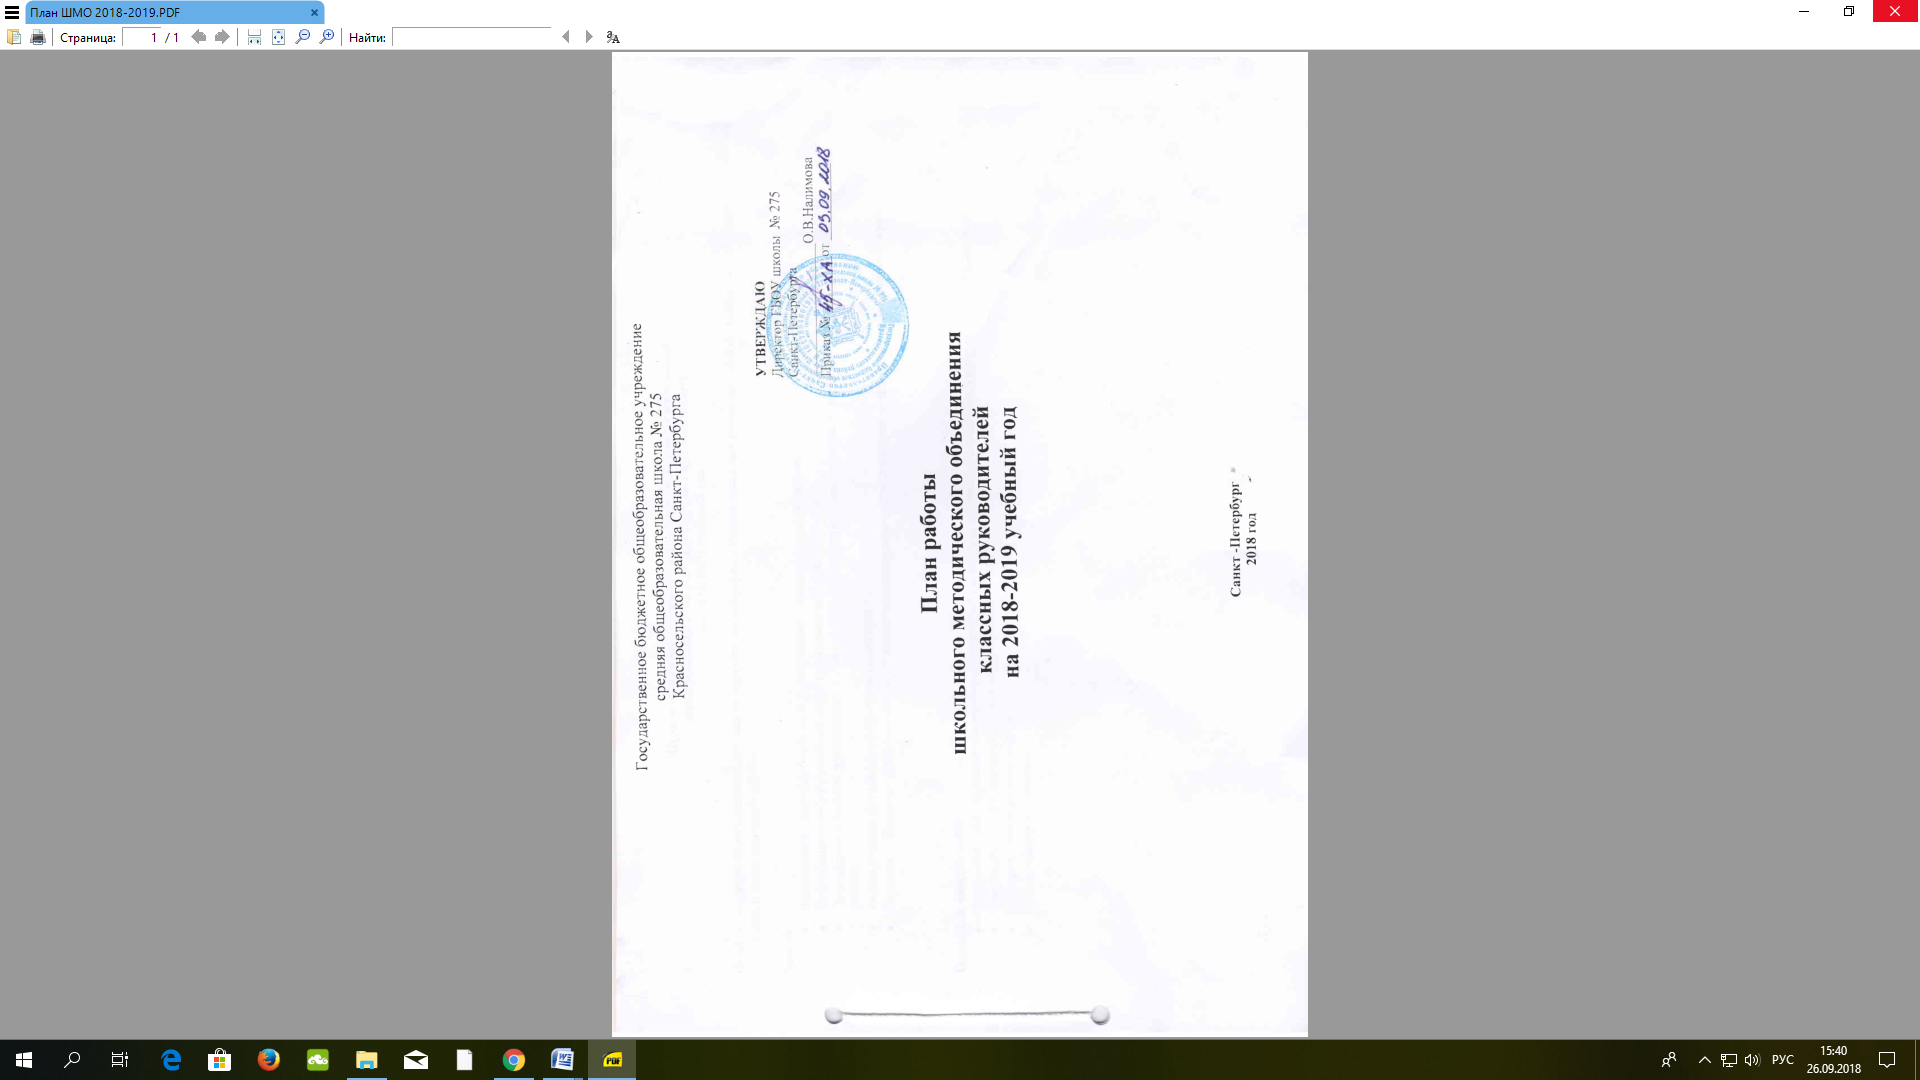 План ШМО 2018-2019.PDF
Страница: 1 / 1 Найти:
Государственное бюджетное общеобразовательное учреждение
средняя общеобразовательная школа № 275
Красносельского района Санкт-Петербурга
УТВЕРЖДАЮ
Директор ГБОУ школы № 275
Санкт-Петербурга
О.В.Налимова
Приказ № 45-ХД от 05.09.2018
План работы
школьного методического объединения
классных руководителей
на 2018-2019 учебный год
Санкт -Петербург
2018 год
РУС
15:40
26.09.2018